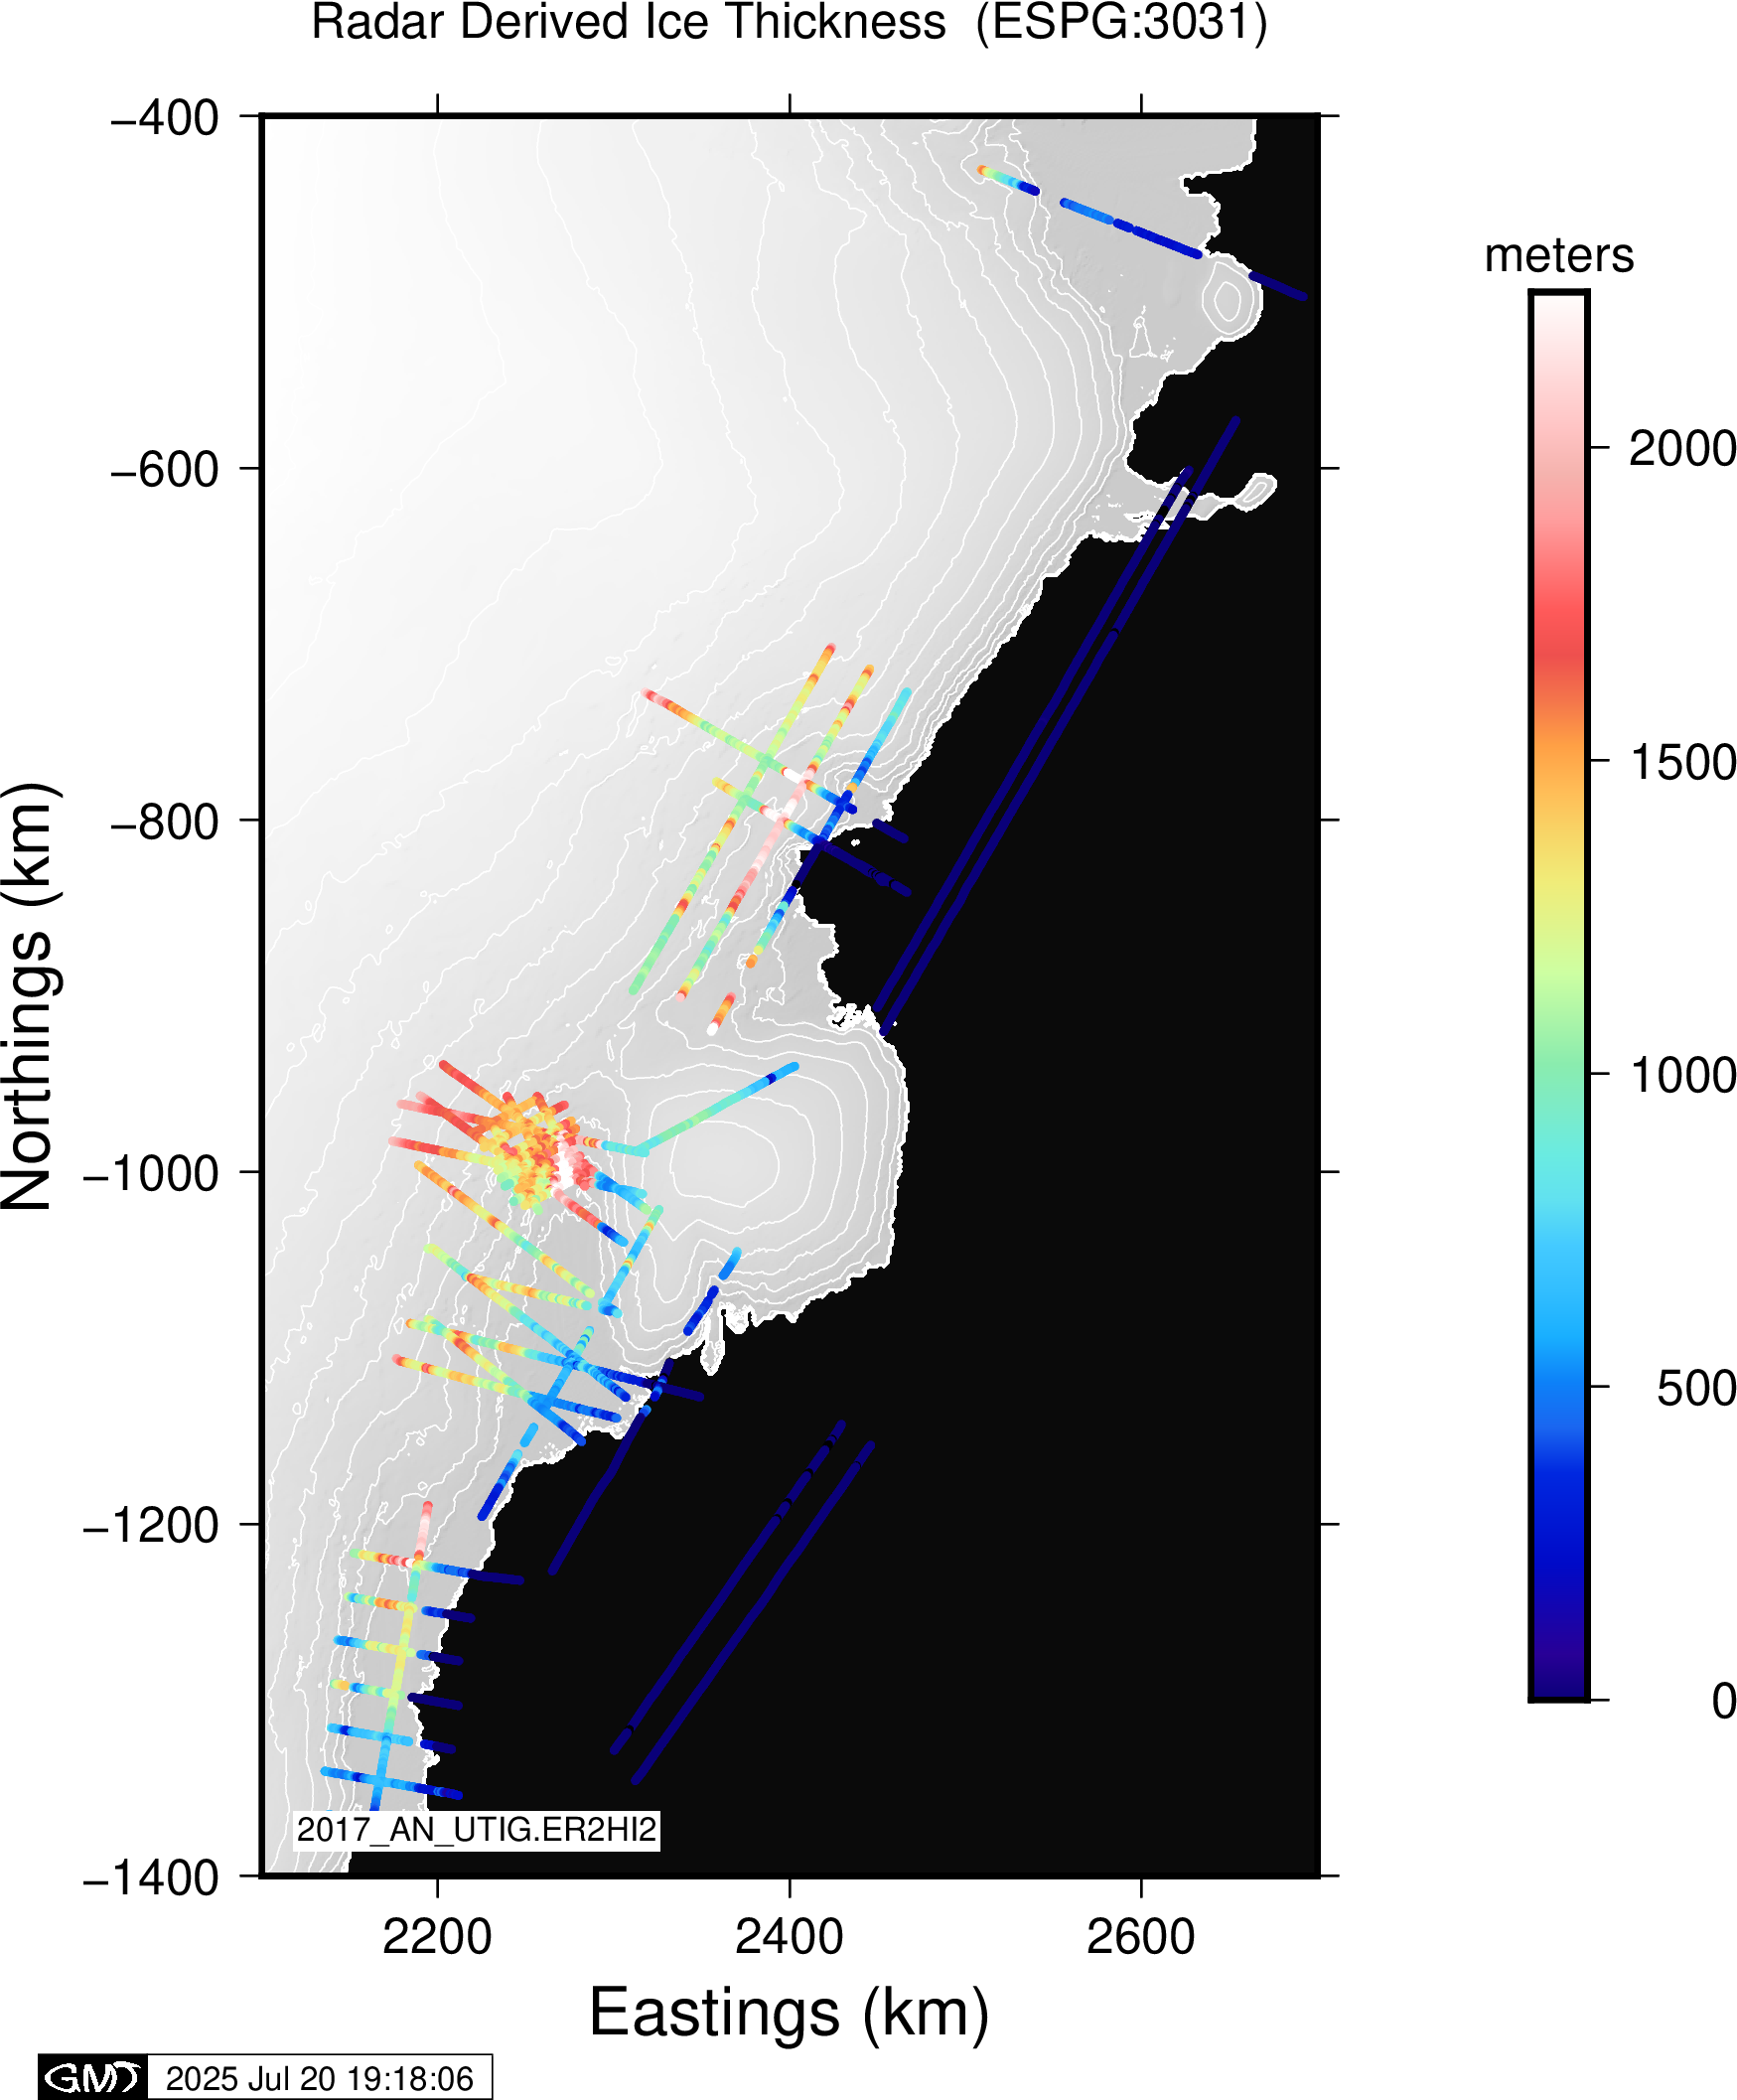 Radar Derived Ice Thickness (ESPG:3031)
−400
−600
−800
−1000
−1200
−1400
Northings (km)
2200 2400 2600
Eastings (km)
meters
2000
1500
1000
500
0
2017_AN_UTIG.ER2HI2
GMT 2025 Jul 20 19:18:06